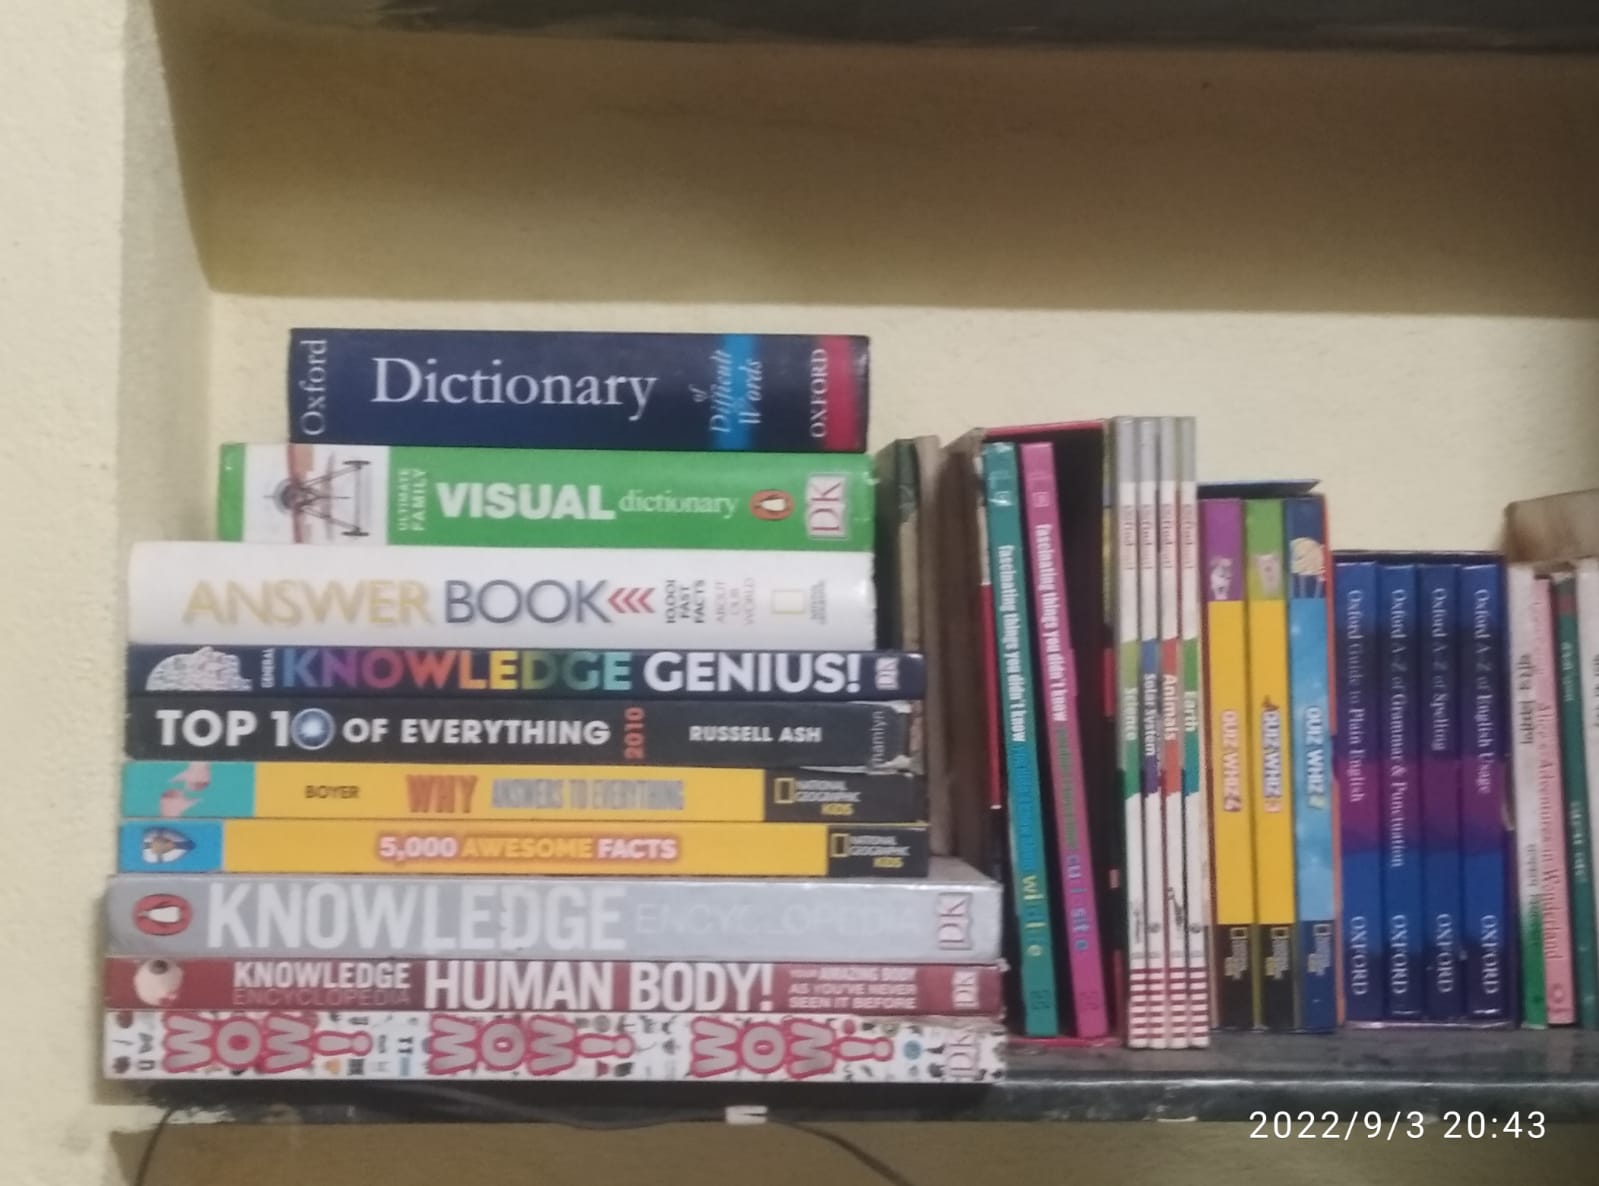 Oxford Dictionary of Difficult Words OXFORD
ULTIMATE FAMILY VISUAL dictionary DK
ANSWER BOOK 10,001 FAST FACTS ABOUT OUR WORLD
GENERAL KNOWLEDGE GENIUS! DK
TOP 10 OF EVERYTHING 2010 RUSSELL ASH hamlyn
BOYER WHY ANSWERS TO EVERYTHING NATIONAL GEOGRAPHIC KIDS
5,000 AWESOME FACTS NATIONAL GEOGRAPHIC KIDS
KNOWLEDGE ENCYCLOPEDIA DK
KNOWLEDGE ENCYCLOPEDIA HUMAN BODY! YOUR AMAZING BODY AS YOU'VE NEVER SEEN IT BEFORE DK
WOW! WOW! WOW! DK
fascinating things you didn't know
fascinating things you didn't know
Science
Solar System
Animals
Earth
QUIZ WHIZ 4
QUIZ WHIZ 3
QUIZ WHIZ 2
Oxford Guide to Plain English OXFORD
Oxford A-Z of Grammar & Punctuation OXFORD
Oxford A-Z of Spelling OXFORD
Oxford A-Z of English Usage OXFORD
Alice's Adventures in Wonderland
2022/9/3 20:43